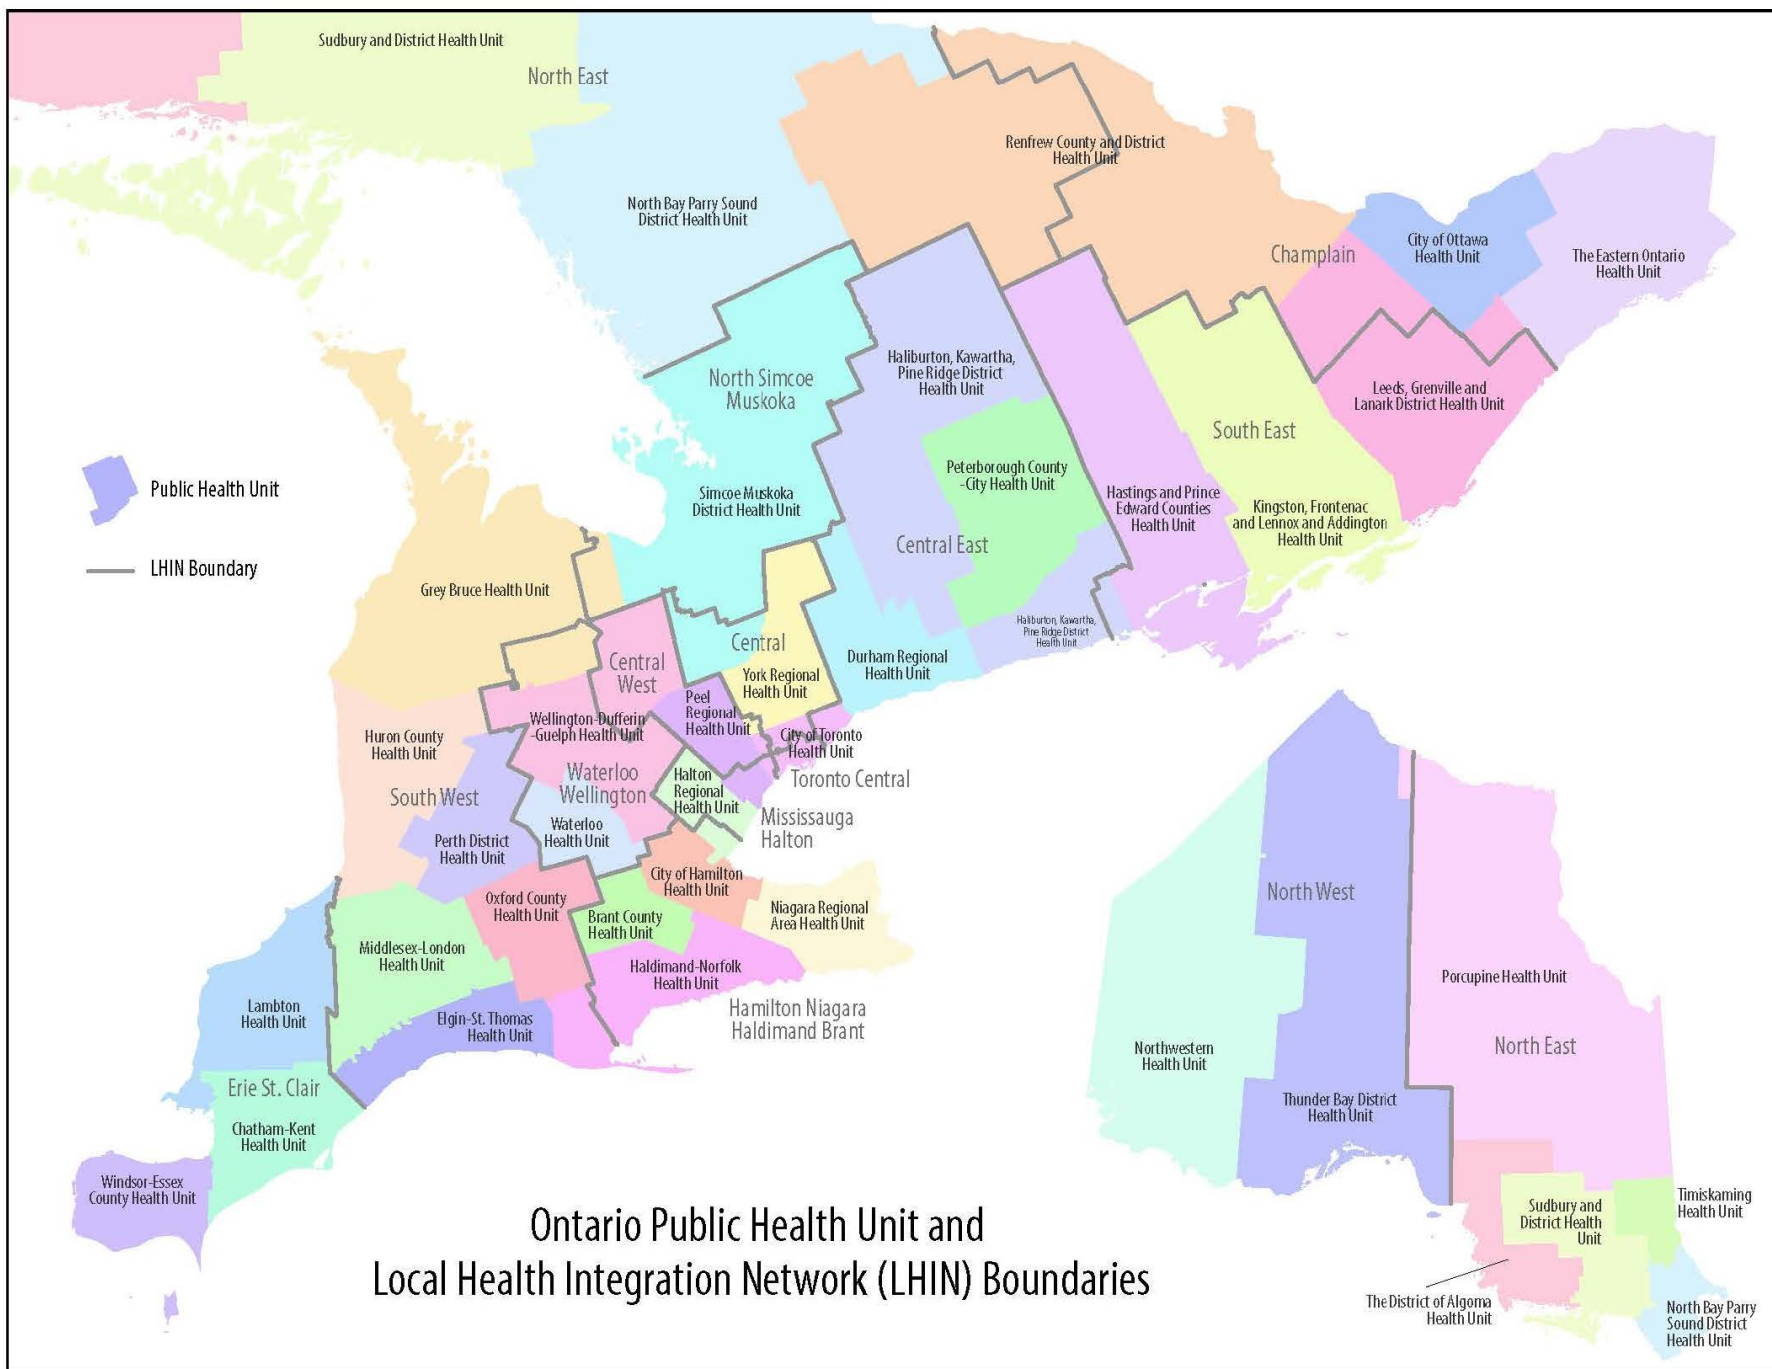 Sudbury and District Health Unit
North East
Renfrew County and District
Health Unit
North Bay Parry Sound
District Health Unit
City of Ottawa
Health Unit
The Eastern Ontario
Health Unit
Champlain
Haliburton, Kawartha,
Pine Ridge District
Health Unit
North Simcoe
Muskoka
Leeds, Grenville and
Lanark District Health Unit
South East
Peterborough County
-City Health Unit
Public Health Unit
Simcoe Muskoka
District Health Unit
Hastings and Prince
Edward Counties
Health Unit
Kingston, Frontenac
and Lennox and Addington
Health Unit
Central East
LHIN Boundary
Grey Bruce Health Unit
Haliburton, Kawartha,
Pine Ridge District
Health Unit
Central
Central
West
Durham Regional
Health Unit
York Regional
Health Unit
Peel
Regional
Health Unit
Wellington-Dufferin
-Guelph Health Unit
Huron County
Health Unit
City of Toronto
Health Unit
Toronto Central
Waterloo
Wellington
Halton
Regional
Health Unit
South West
Mississauga
Halton
Waterloo
Health Unit
Perth District
Health Unit
City of Hamilton
Health Unit
Oxford County
Health Unit
Brant County
Health Unit
Niagara Regional
Area Health Unit
Middlesex-London
Health Unit
Haldimand-Norfolk
Health Unit
Lambton
Health Unit
Elgin-St. Thomas
Health Unit
Hamilton Niagara
Haldimand Brant
Erie St. Clair
Chatham-Kent
Health Unit
Windsor-Essex
County Health Unit
North West
Porcupine Health Unit
Northwestern
Health Unit
North East
Thunder Bay District
Health Unit
Sudbury and
District Health
Unit
Timiskaming
Health Unit
The District of Algoma
Health Unit
North Bay Parry
Sound District
Health Unit
Ontario Public Health Unit and
Local Health Integration Network (LHIN) Boundaries